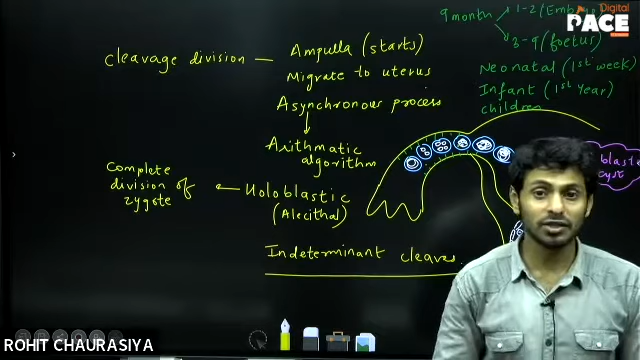 Digital
PACE
9 month
1-2/Emb
3-9/foetus)
Neonatal (1st week)
Infant (1st Year)
children
Cleavage division —
Ampulla (starts)
Migrate to uterus
Asynchronous process
Arithmatic
algorithm
Holoblastic
(Alecithal)
Complete
division of
zygote
Indeterminant cleava
blasto
cyst
ROHIT CHAURASIYA